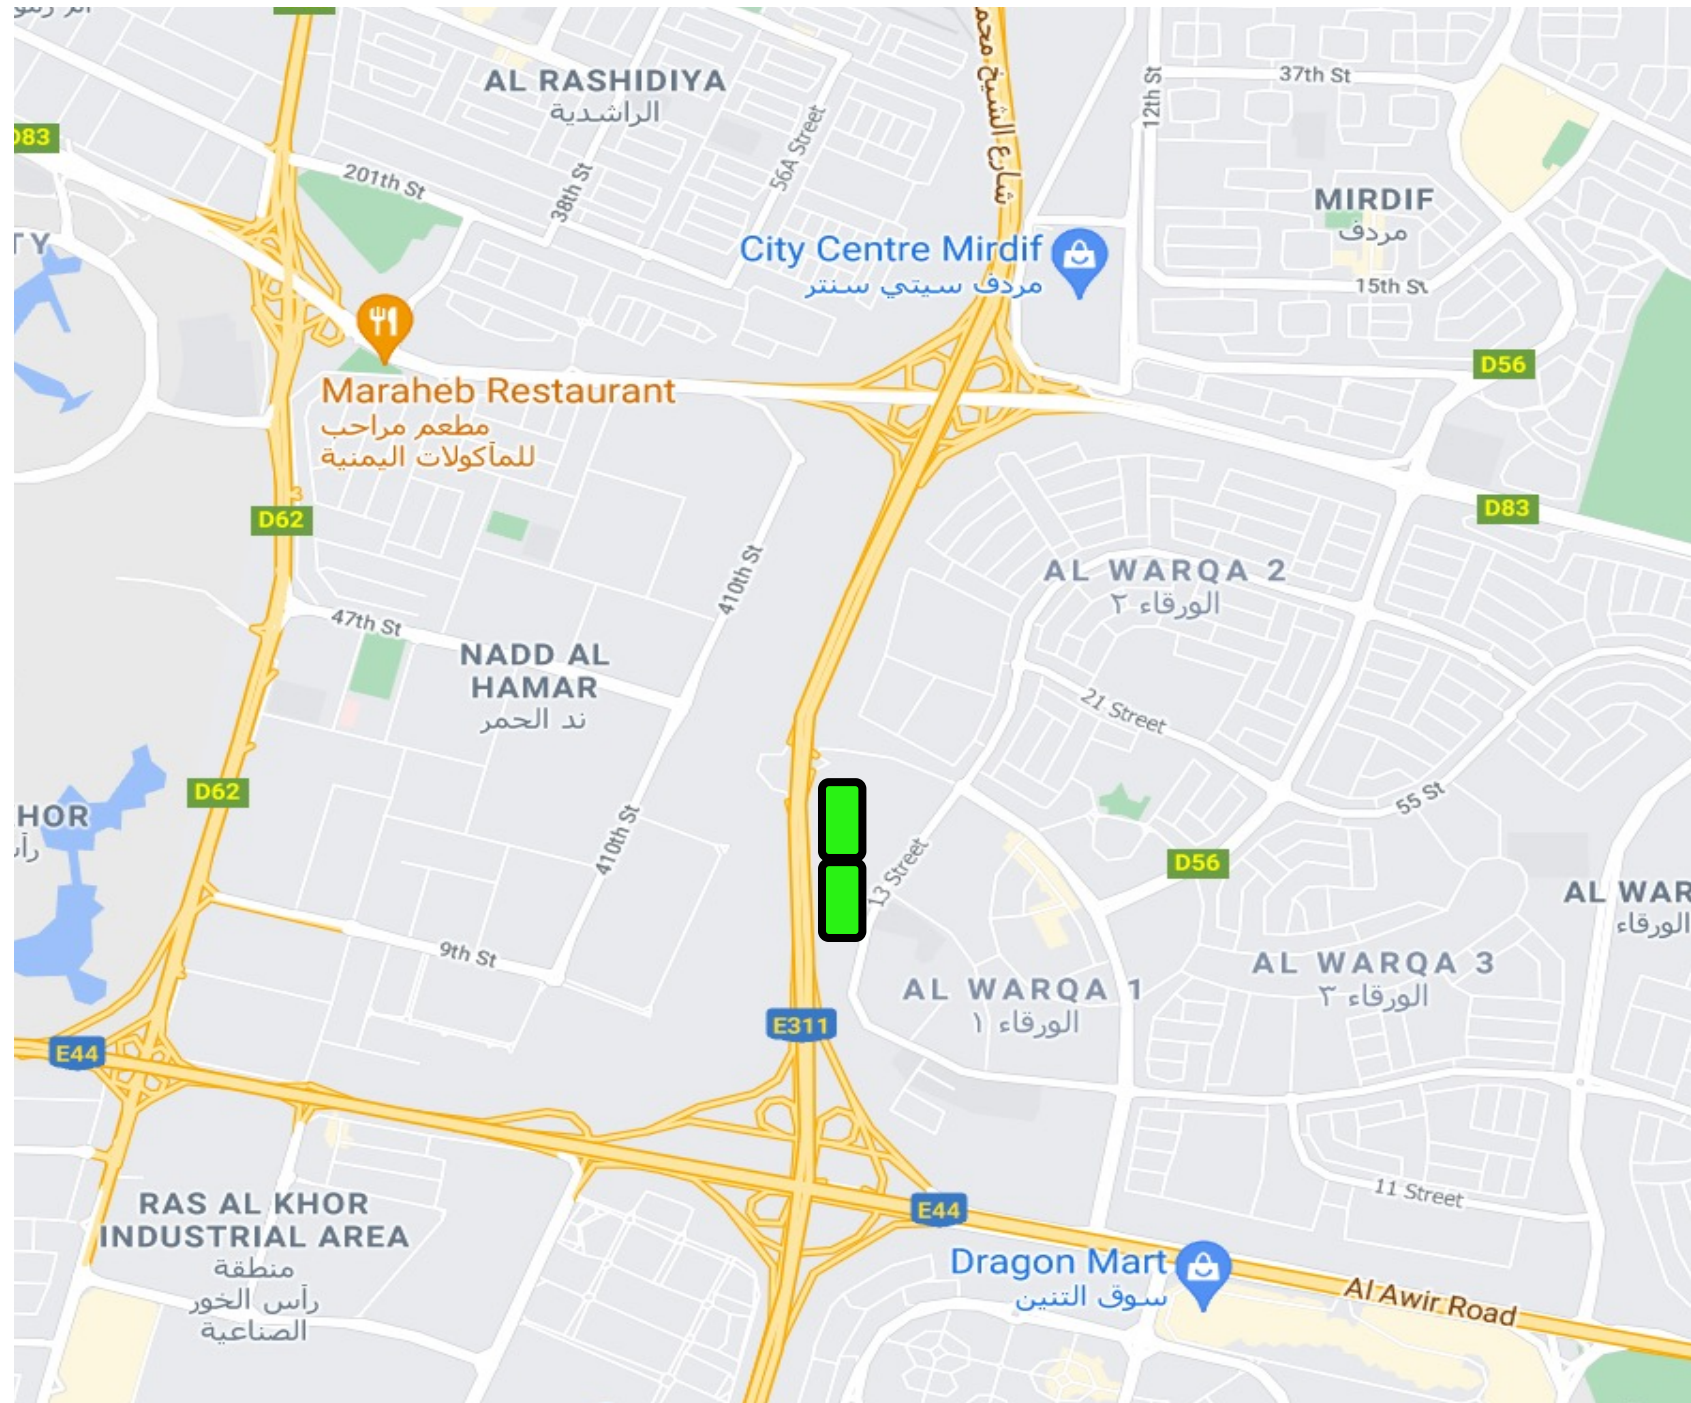 AL RASHIDIYA
الراشدية
شارع الشيخ محمد
12th St
37th St
D83
201th St
38th St
56A Street
MIRDIF
مردف
TY
City Centre Mirdif
مردف سيتي سنتر
15th St
D56
Maraheb Restaurant
مطعم مراحب
للمأكولات اليمنية
D62
D83
AL WARQA 2
الورقاء ٢
410th St
47th St
NADD AL
HAMAR
ند الحمر
21 Street
D62
HOR
55 St
410th St
13 Street
D56
AL WAR
الورقاء
9th St
AL WARQA 1
الورقاء ١
AL WARQA 3
الورقاء ٣
E311
E44
11 Street
E44
RAS AL KHOR
INDUSTRIAL AREA
منطقة
رأس الخور
الصناعية
Dragon Mart
سوق التنين
Al Awir Road